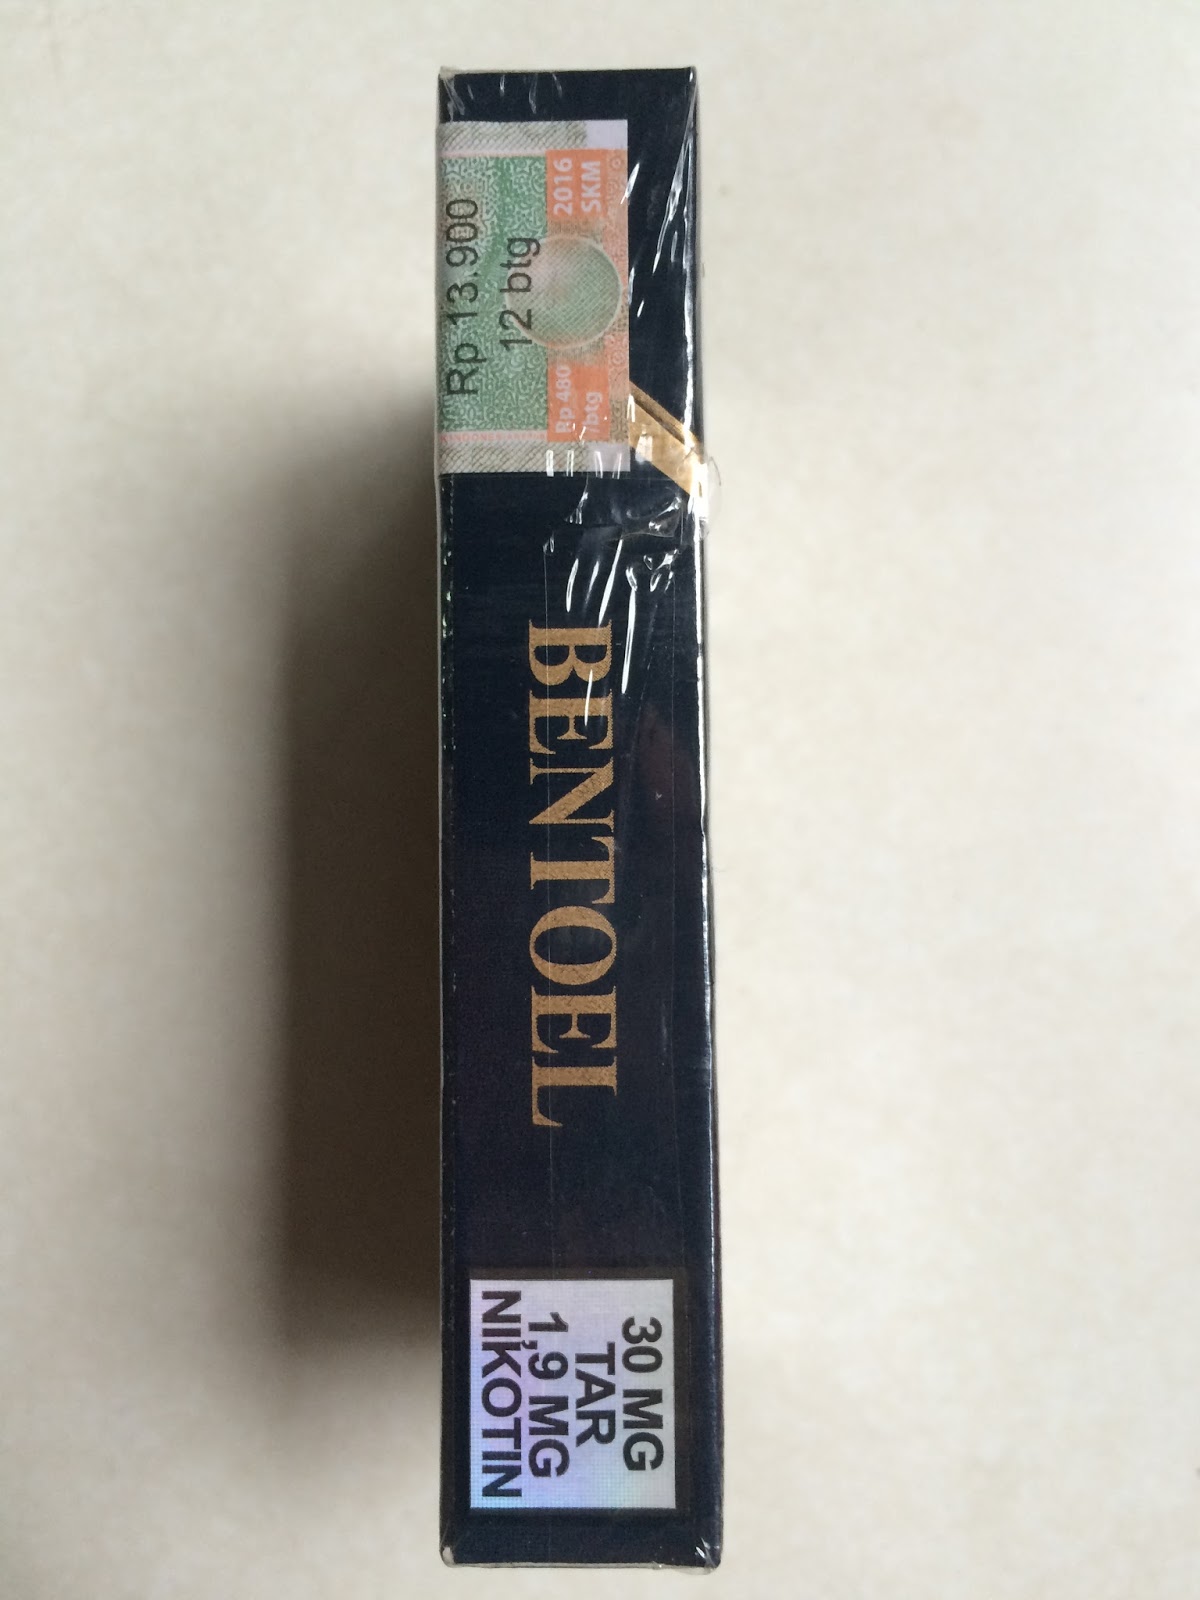 Rp 13.900
12 btg
2016
SKM
Rp 480
/btg
BENTOEL
30 MG
TAR
1,9 MG
NIKOTIN